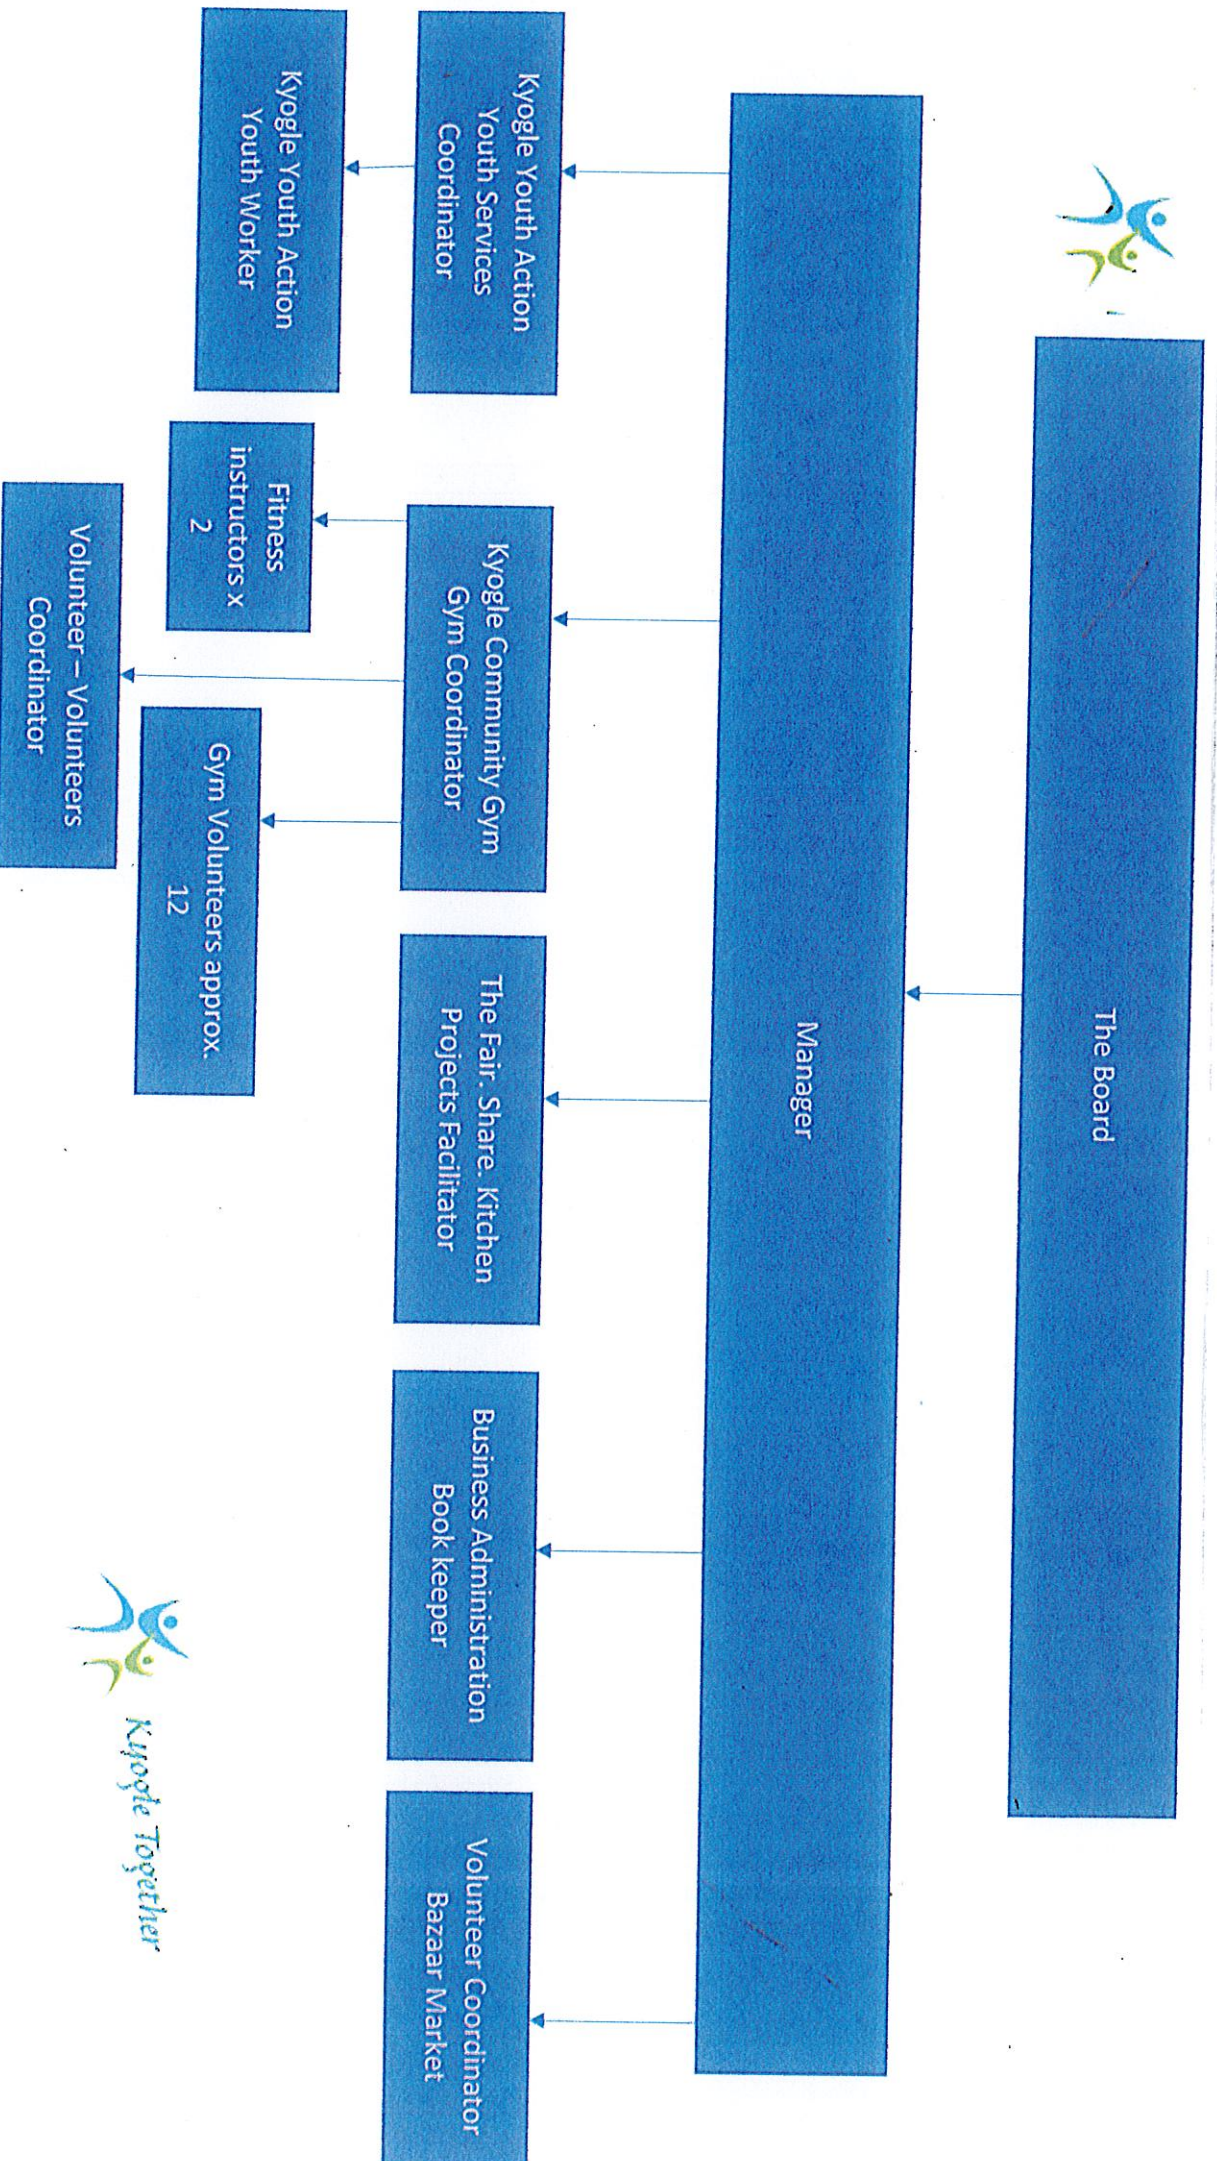 The Board
Manager
Kyogle Youth Action
Youth Services
Coordinator
Kyogle Community Gym
Gym Coordinator
The Fair. Share. Kitchen
Projects Facilitator
Business Administration
Book keeper
Volunteer Coordinator
Bazaar Market
Kyogle Youth Action
Youth Worker
Fitness
instructors x
2
Gym Volunteers approx.
12
Volunteer – Volunteers
Coordinator
Kyogle Together